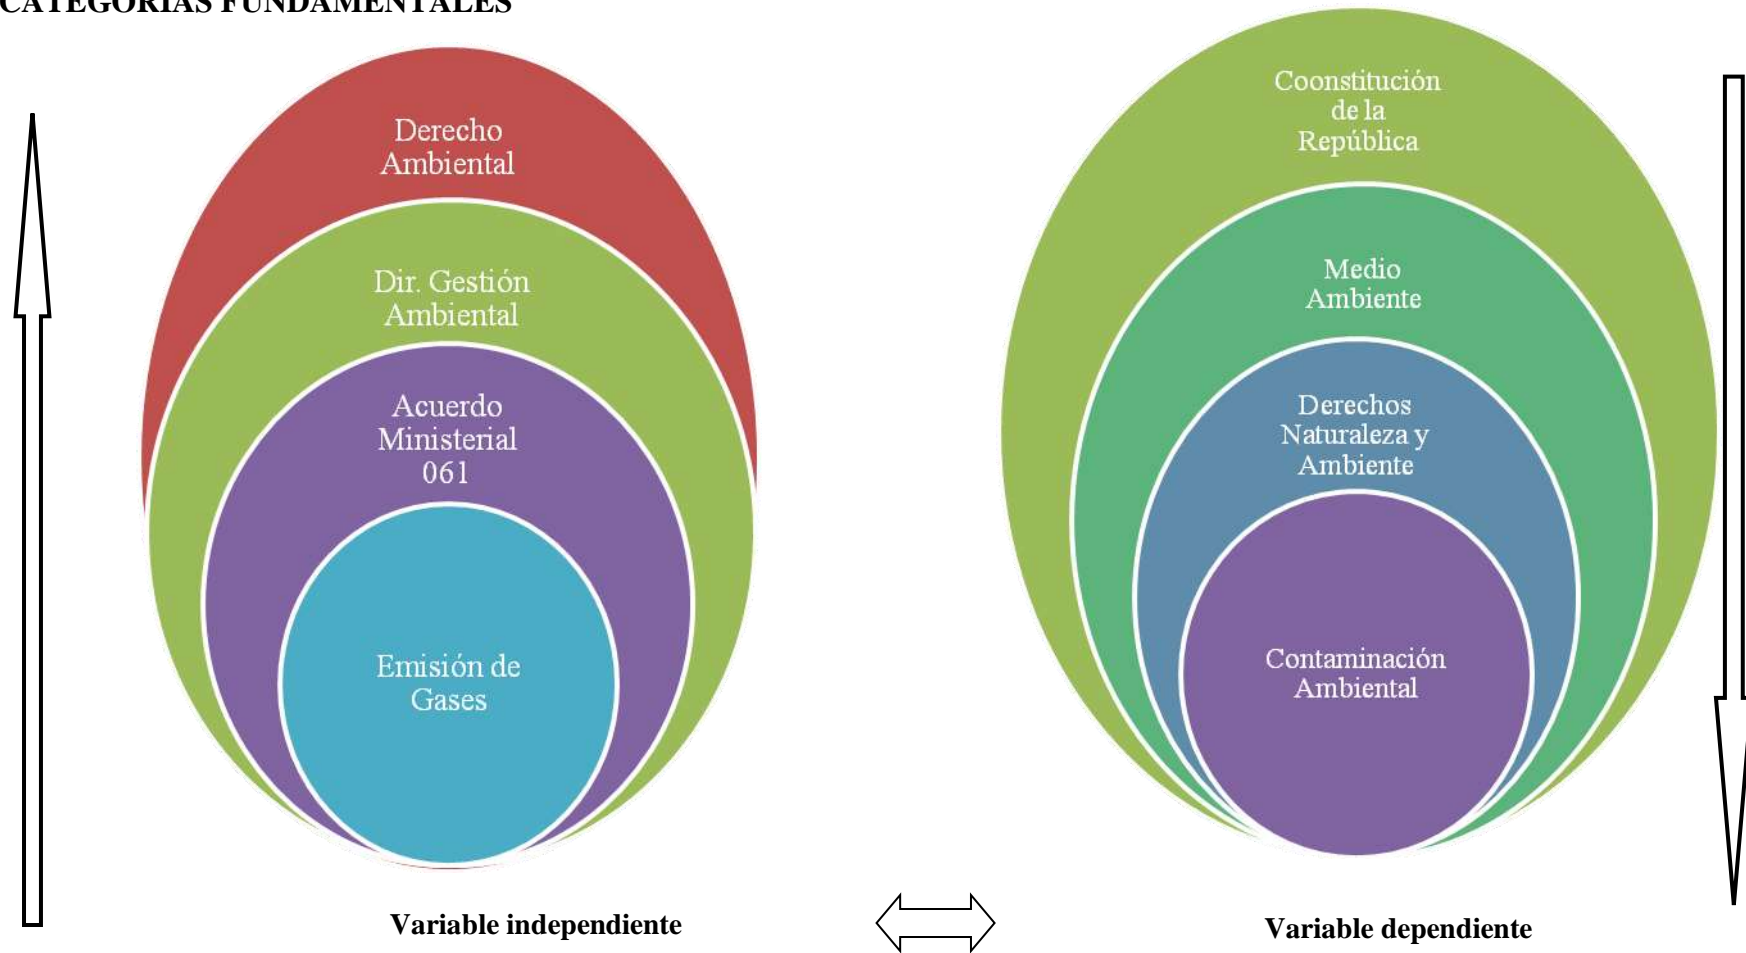 CATEGORÍAS FUNDAMENTALES
Derecho
Ambiental
Dir. Gestión
Ambiental
Acuerdo
Ministerial
061
Emisión de
Gases
Variable independiente
Coonstitución
de la
República
Medio
Ambiente
Derechos
Naturaleza y
Ambiente
Contaminación
Ambiental
Variable dependiente